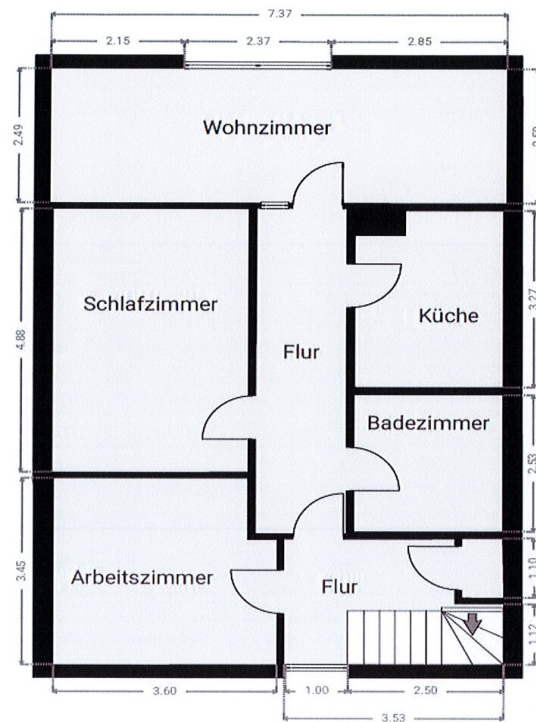 7.37
2.15 2.37 2.85
2.49
Wohnzimmer
2.50
4.88
Schlafzimmer
Flur
Küche
3.27
Badezimmer
2.53
3.45
Arbeitszimmer
Flur
1.10
1.12
3.60 1.00 2.50
3.53